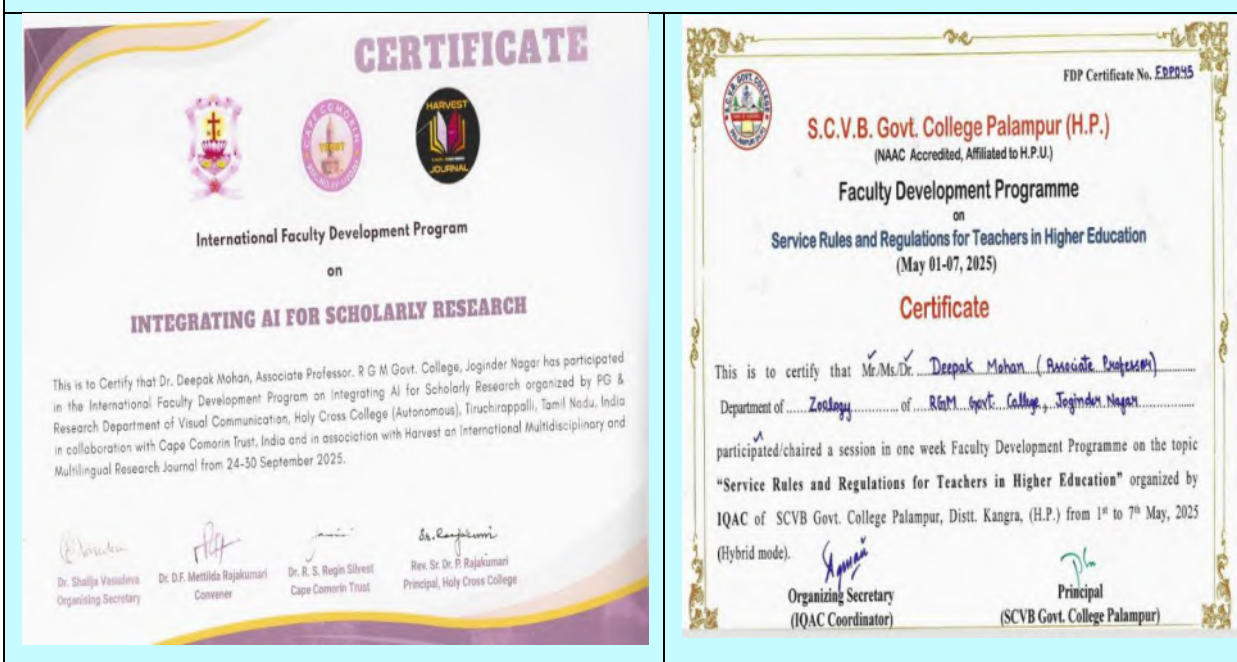 CERTIFICATE
CAPE COMORIN
TRUST
HARVEST
JOURNAL
International Faculty Development Program
on
INTEGRATING AI FOR SCHOLARLY RESEARCH
This is to Certify that Dr. Deepak Mohan, Associate Professor. R G M Govt. College, Joginder Nagar has participated
in the International Faculty Development Program on Integrating AI for Scholarly Research organized by PG &
Research Department of Visual Communication, Holy Cross College (Autonomous), Tiruchirappalli, Tamil Nadu, India
in collaboration with Cape Comorin Trust, India and in association with Harvest an International Multidisciplinary and
Multilingual Research Journal from 24-30 September 2025.
Dr. Shailja Vasudeva
Organising Secretary
Dr. D.F. Mettilda Rajakumari
Convener
Dr. R. S. Regin Silvest
Cape Comorin Trust
Rev. Sr. Dr. P. Rajakumari
Principal, Holy Cross College
FDP Certificate No. FDP045
S.C.V.B. GOVT. COLLEGE
S.C.V.B. Govt. College Palampur (H.P.)
(NAAC Accredited, Affiliated to H.P.U.)
Faculty Development Programme
on
Service Rules and Regulations for Teachers in Higher Education
(May 01-07, 2025)
Certificate
This is to certify that Mr./Ms./Dr. Deepak Mohan (Associate Professor)
Department of Zoology of RGM Govt. College, Joginder Nagar
participated/chaired a session in one week Faculty Development Programme on the topic
“Service Rules and Regulations for Teachers in Higher Education” organized by
IQAC of SCVB Govt. College Palampur, Distt. Kangra, (H.P.) from 1st to 7th May, 2025
(Hybrid mode).
Organizing Secretary
(IQAC Coordinator)
Principal
(SCVB Govt. College Palampur)